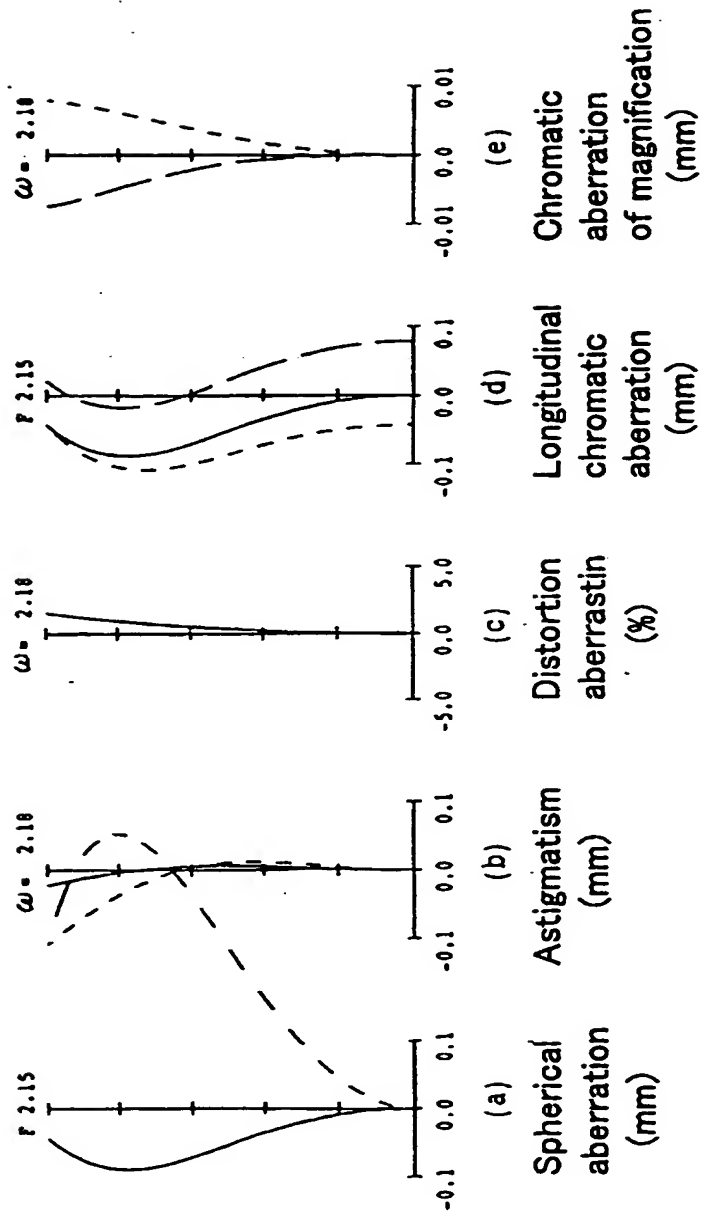 F 2.15
-0.1 0.0 0.1
(a)
Spherical
aberration
(mm)
ω= 2.18
-0.1 0.0 0.1
(b)
Astigmatism
(mm)
ω= 2.18
-5.0 0.0 5.0
(c)
Distortion
aberrastin
(%)
F 2.15
-0.1 0.0 0.1
(d)
Longitudinal
chromatic
aberration
(mm)
ω= 2.18
-0.01 0.0 0.01
(e)
Chromatic
aberration
of magnification
(mm)